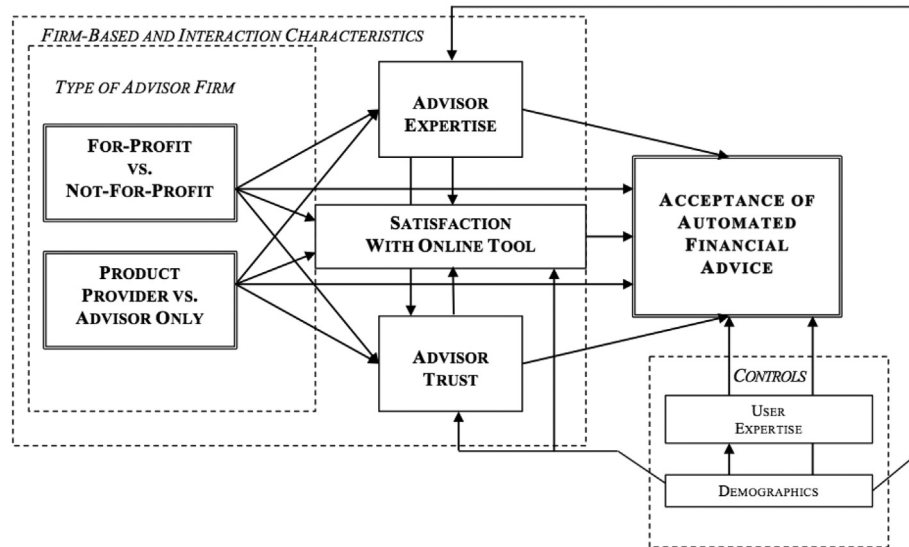 FIRM-BASED AND INTERACTION CHARACTERISTICS
TYPE OF ADVISOR FIRM
FOR-PROFIT
VS.
NOT-FOR-PROFIT
PRODUCT
PROVIDER VS.
ADVISOR ONLY
ADVISOR
EXPERTISE
SATISFACTION
WITH ONLINE TOOL
ADVISOR
TRUST
ACCEPTANCE OF
AUTOMATED
FINANCIAL
ADVICE
CONTROLS
USER
EXPERTISE
DEMOGRAPHICS